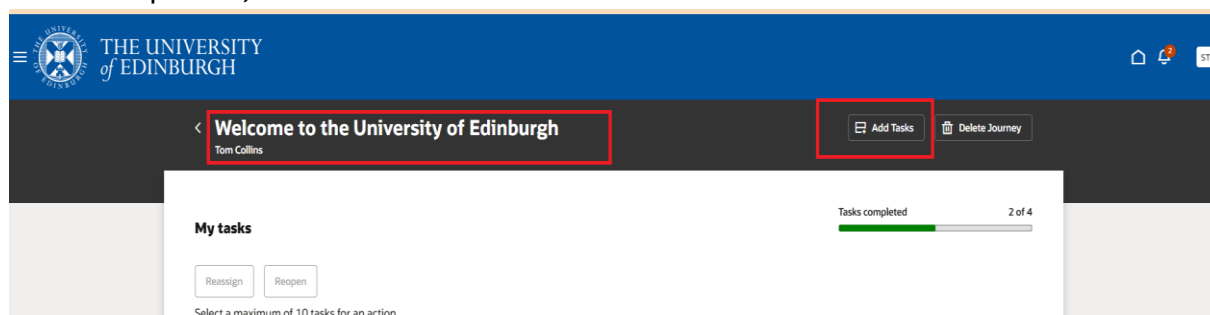 THE UNIVERSITY
of EDINBURGH
2
ST
Welcome to the University of Edinburgh
Tom Collins
Add Tasks
Delete Journey
Tasks completed
2 of 4
My tasks
Reassign
Reopen
Select a maximum of 10 tasks for an action